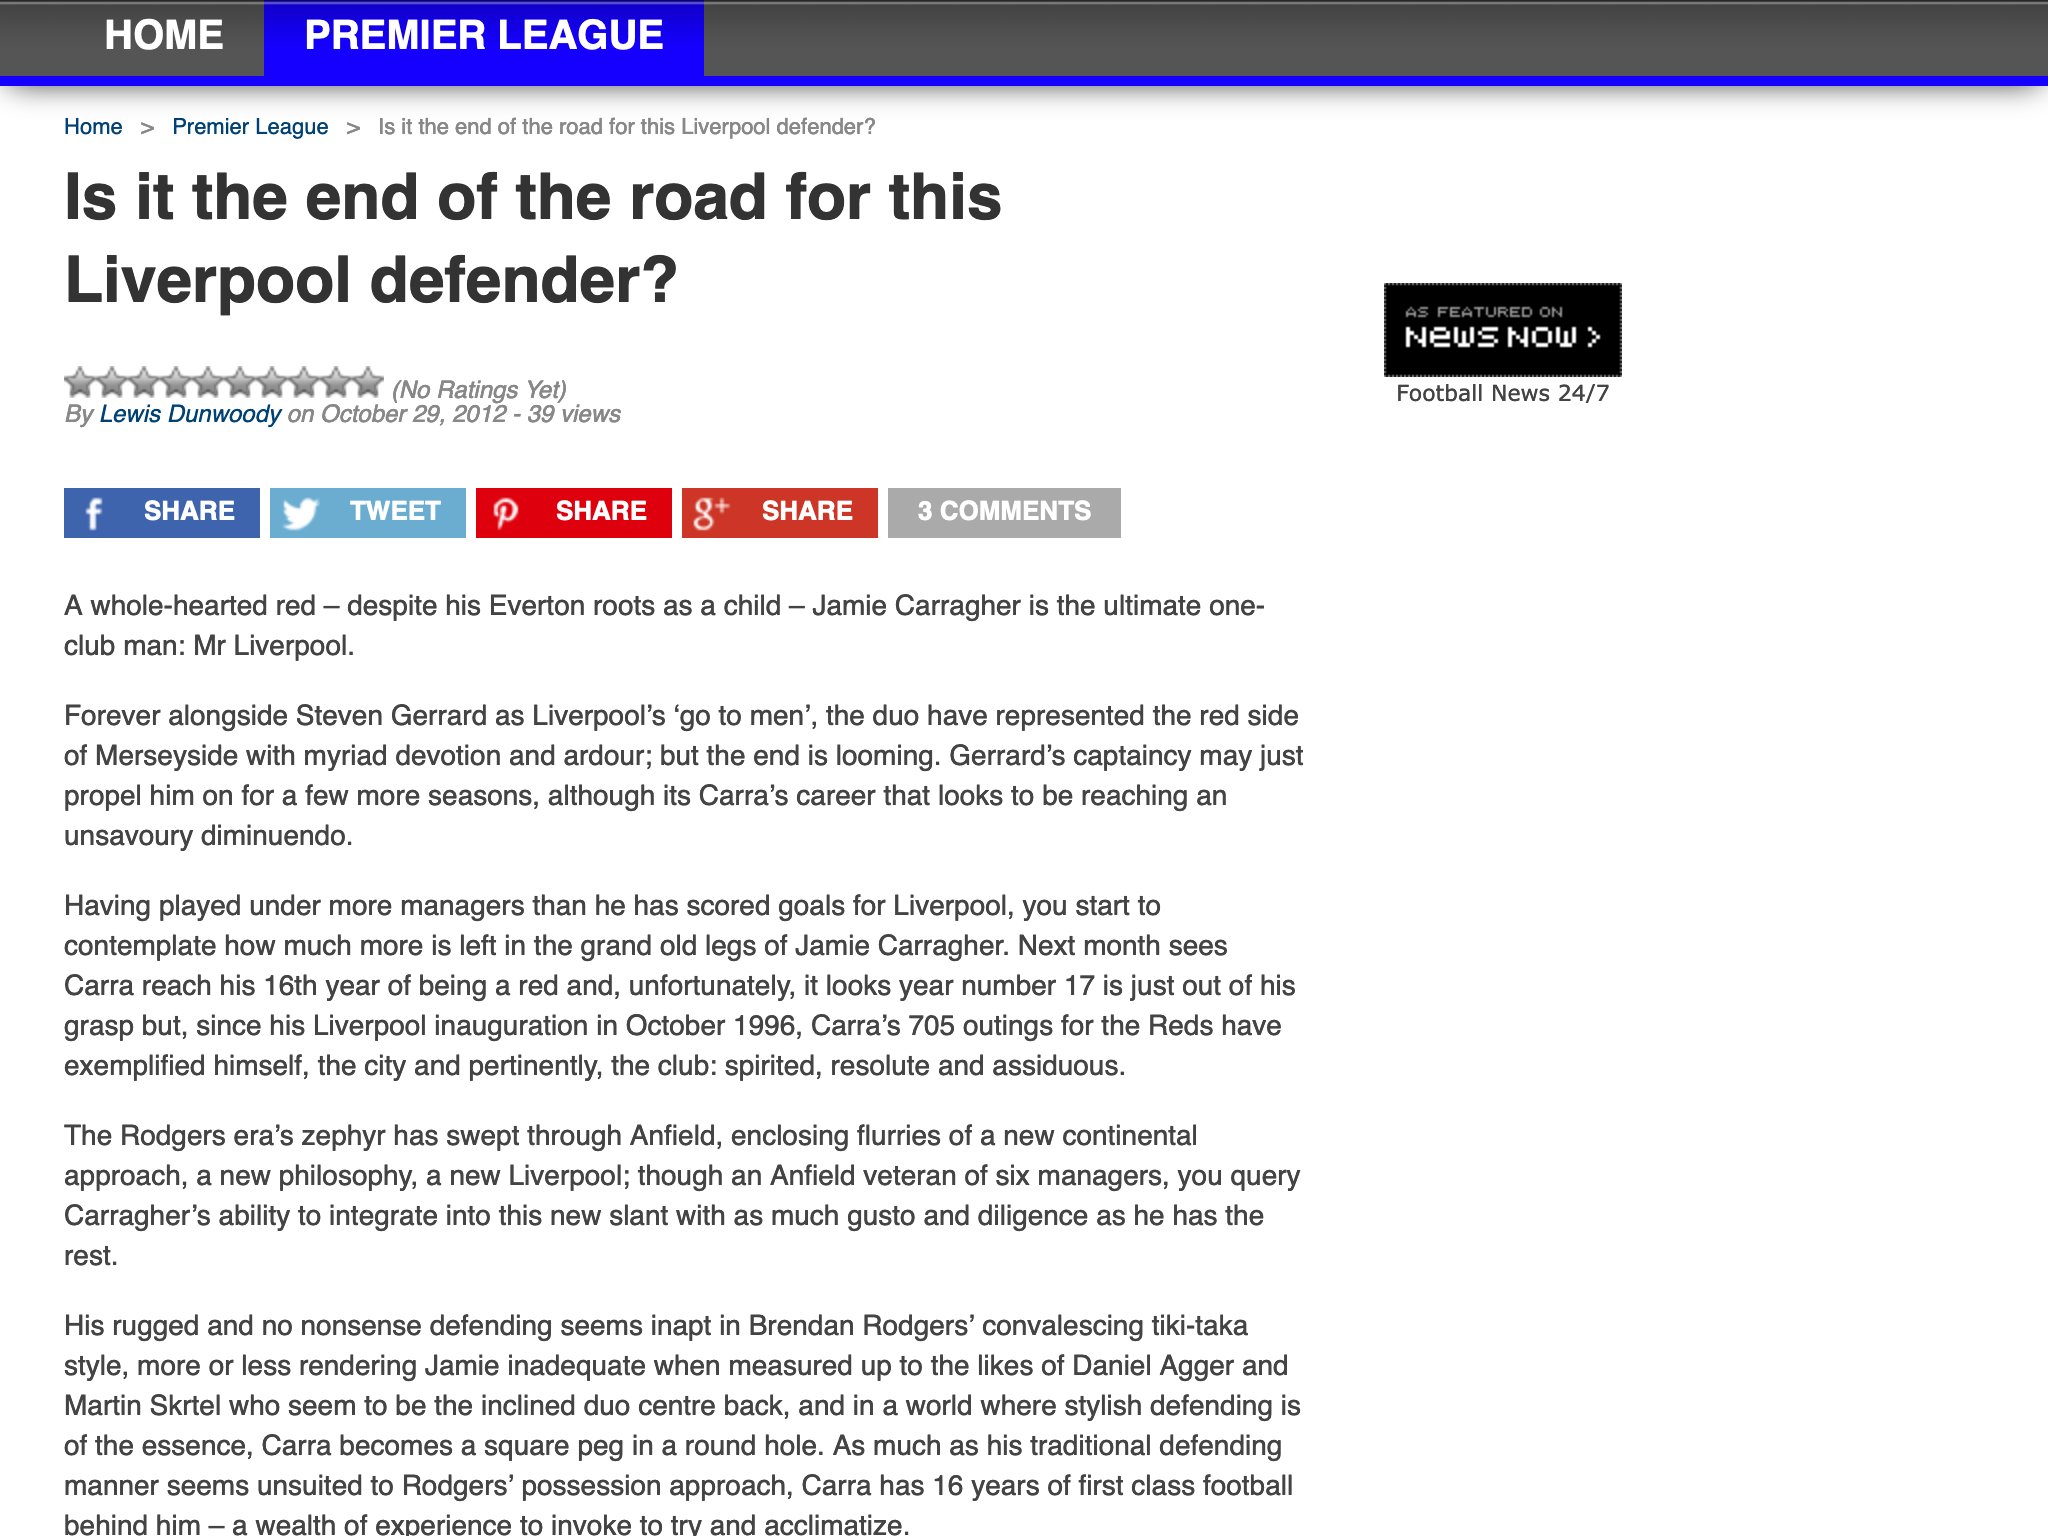 HOME PREMIER LEAGUE
Home > Premier League > Is it the end of the road for this Liverpool defender?
Is it the end of the road for this
Liverpool defender?
(No Ratings Yet)
By Lewis Dunwoody on October 29, 2012 - 39 views
AS FEATURED ON
NEWS NOW >
Football News 24/7
SHARE TWEET SHARE SHARE 3 COMMENTS
A whole-hearted red – despite his Everton roots as a child – Jamie Carragher is the ultimate one-
club man: Mr Liverpool.
Forever alongside Steven Gerrard as Liverpool’s ‘go to men’, the duo have represented the red side
of Merseyside with myriad devotion and ardour; but the end is looming. Gerrard’s captaincy may just
propel him on for a few more seasons, although its Carra’s career that looks to be reaching an
unsavoury diminuendo.
Having played under more managers than he has scored goals for Liverpool, you start to
contemplate how much more is left in the grand old legs of Jamie Carragher. Next month sees
Carra reach his 16th year of being a red and, unfortunately, it looks year number 17 is just out of his
grasp but, since his Liverpool inauguration in October 1996, Carra’s 705 outings for the Reds have
exemplified himself, the city and pertinently, the club: spirited, resolute and assiduous.
The Rodgers era’s zephyr has swept through Anfield, enclosing flurries of a new continental
approach, a new philosophy, a new Liverpool; though an Anfield veteran of six managers, you query
Carragher’s ability to integrate into this new slant with as much gusto and diligence as he has the
rest.
His rugged and no nonsense defending seems inapt in Brendan Rodgers’ convalescing tiki-taka
style, more or less rendering Jamie inadequate when measured up to the likes of Daniel Agger and
Martin Skrtel who seem to be the inclined duo centre back, and in a world where stylish defending is
of the essence, Carra becomes a square peg in a round hole. As much as his traditional defending
manner seems unsuited to Rodgers’ possession approach, Carra has 16 years of first class football
behind him – a wealth of experience to invoke to try and acclimatize.